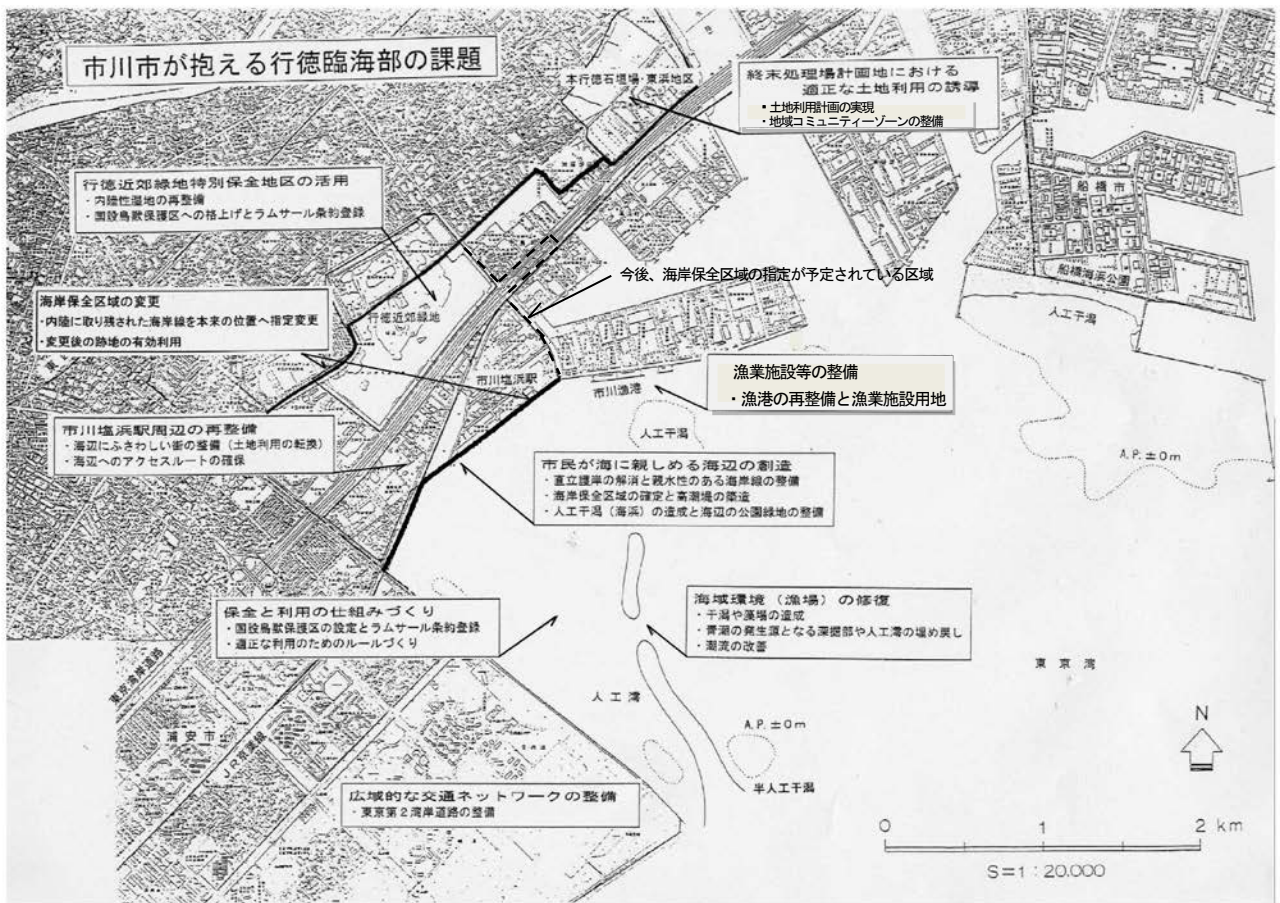 市川市が抱える行徳臨海部の課題
本行徳石垣場・東浜地区
終末処理場計画地における
適正な土地利用の誘導
・土地利用計画の実現
・地域コミュニティーゾーンの整備
行徳近郊緑地特別保全地区の活用
・内陸性湿地の再整備
・国設鳥獣保護区への格上げとラムサール条約登録
船橋市
船橋海浜公園
人工干潟
今後、海岸保全区域の指定が予定されている区域
海岸保全区域の変更
・内陸に取り残された海岸線を本来の位置へ指定変更
・変更後の跡地の有効利用
行徳近郊緑地
市川塩浜駅
市川漁港
漁業施設等の整備
・漁港の再整備と漁業施設用地
人工干潟
市川塩浜駅周辺の再整備
・海辺にふさわしい街の整備(土地利用の転換)
・海辺へのアクセスルートの確保
市民が海に親しめる海辺の創造
・直立護岸の解消と親水性のある海岸線の整備
・海岸保全区域の確定と高潮堤の築造
・人工干潟(海浜)の造成と海辺の公園緑地の整備
A.P.±0m
保全と利用の仕組みづくり
・国設鳥獣保護区の設定とラムサール条約登録
・適正な利用のためのルールづくり
海域環境(漁場)の修復
・干潟や藻場の造成
・青潮の発生源となる深掘部や人工湾の埋め戻し
・潮流の改善
東京湾
東京湾岸道路
人工湾
浦安市
JR京葉線
A.P.±0m
N
半人工干潟
広域的な交通ネットワークの整備
・東京第2湾岸道路の整備
0 1 2 km
S=1:20.000